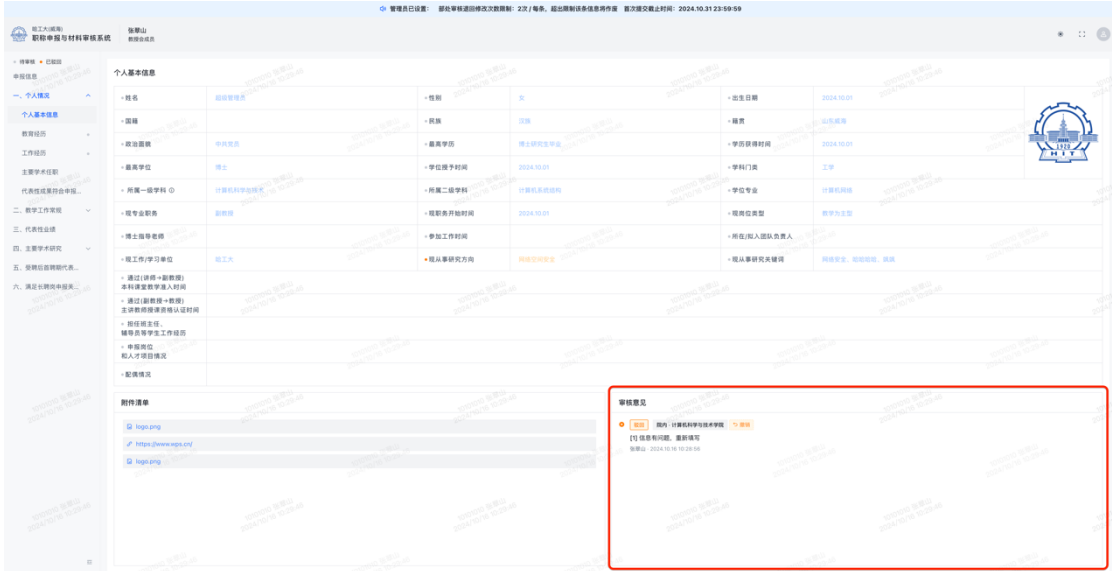 管理员已设置： 部处审核退回修改次数限制：2次 / 每条，超出限制该条信息将作废 首次提交截止时间：2024.10.31 23:59:59
哈工大(威海)
职称申报与材料审核系统
张翠山
教授会成员
待审核 已驳回
申报信息
一、个人情况
个人基本信息
教育经历
工作经历
主要学术任职
代表性成果符合申报...
二、教学工作常规
三、代表性业绩
四、主要学术研究
五、受聘后首聘期代表...
六、满足长聘岗申报关...
个人基本信息
姓名 超级管理员 性别 女 出生日期 2024.10.01
国籍 民族 汉族 籍贯 山东威海
政治面貌 中共党员 最高学历 博士研究生毕业 学历获得时间 2024.10.01
最高学位 博士 学位授予时间 2024.10.01 学科门类 工学
所属一级学科 计算机科学与技术 所属二级学科 计算机系统结构 学位专业 计算机网络
现专业职务 副教授 现职务开始时间 2024.10.01 现岗位类型 教学为主型
博士指导老师 参加工作时间 所在/拟入团队负责人
现工作/学习单位 哈工大 现从事研究方向 网络空间安全 现从事研究关键词 网络安全、哈哈哈哈、
通过(讲师→副教授)
本科课堂教学准入时间
通过(副教授→教授)
主讲教师授课资格认证时间
担任班主任、
辅导员等学生工作经历
申报岗位
和人才项目情况
配偶情况
1920
HIT
附件清单
logo.png
https://www.wps.cn/
logo.png
审核意见
驳回 院内 · 计算机科学与技术学院
[1] 信息有问题，重新填写
张翠山 · 2024.10.16 10:28:56